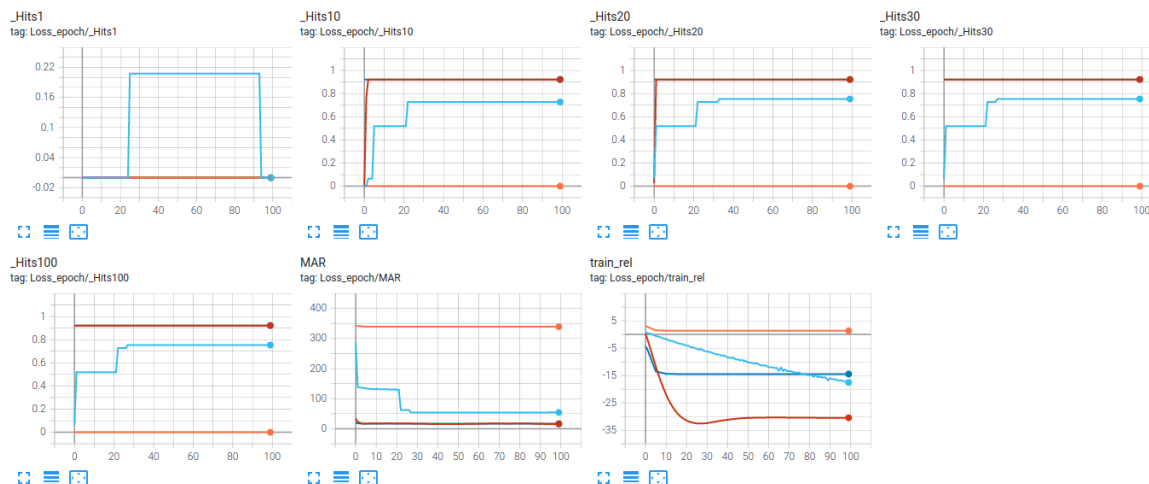 _Hits1
tag: Loss_epoch/_Hits1
0.22
0.16
0.1
0.04
-0.02
0 20 40 60 80 100
_Hits10
tag: Loss_epoch/_Hits10
1
0.8
0.6
0.4
0.2
0
0 20 40 60 80 100
_Hits20
tag: Loss_epoch/_Hits20
1
0.8
0.6
0.4
0.2
0
0 20 40 60 80 100
_Hits30
tag: Loss_epoch/_Hits30
1
0.8
0.6
0.4
0.2
0
0 20 40 60 80 100
_Hits100
tag: Loss_epoch/_Hits100
1
0.8
0.6
0.4
0.2
0
0 20 40 60 80 100
MAR
tag: Loss_epoch/MAR
400
300
200
100
0
0 10 20 30 40 50 60 70 80 90 100
train_rel
tag: Loss_epoch/train_rel
5
-5
-15
-25
-35
0 10 20 30 40 50 60 70 80 90 100